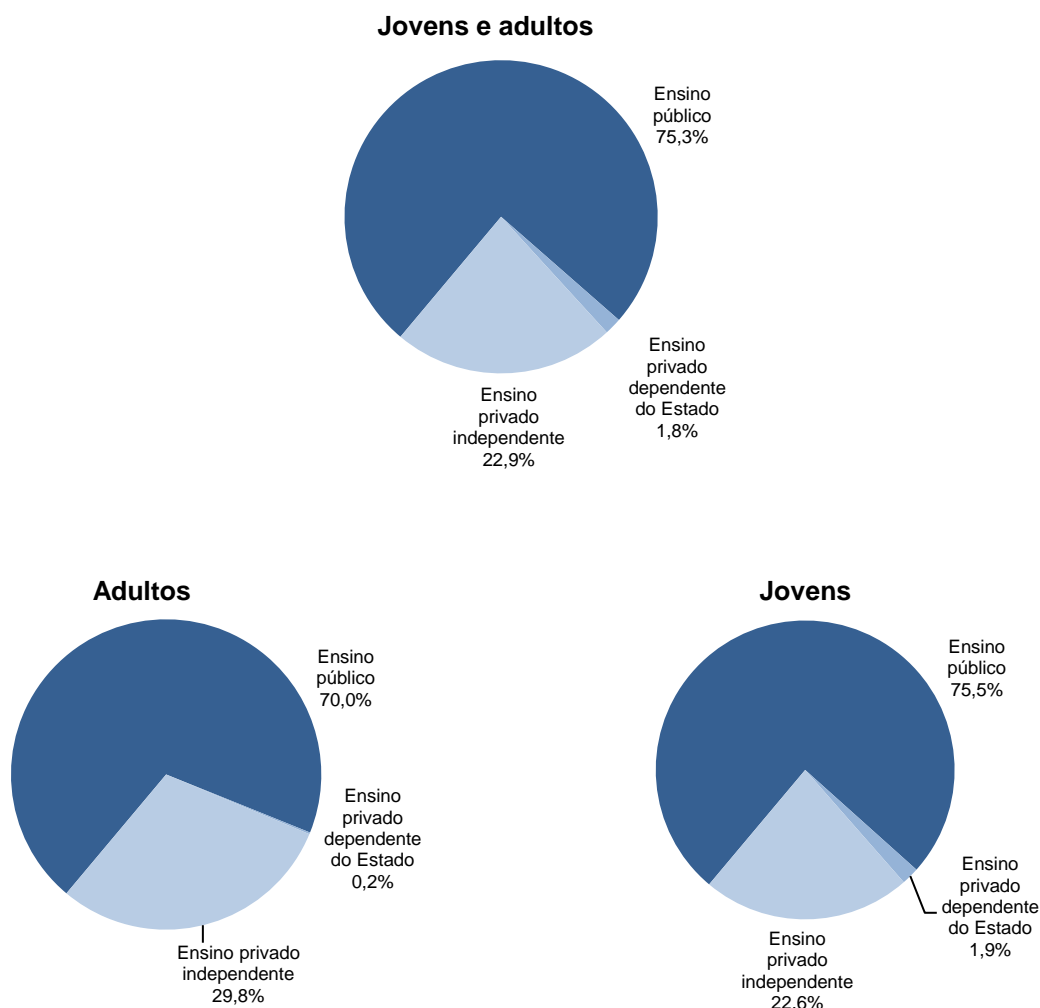 Jovens e adultos
Ensino
público
75,3%
Ensino
privado
dependente
do Estado
1,8%
Ensino
privado
independente
22,9%
Adultos
Ensino
público
70,0%
Ensino
privado
dependente
do Estado
0,2%
Ensino privado
independente
29,8%
Jovens
Ensino
público
75,5%
Ensino
privado
dependente
do Estado
1,9%
Ensino
privado
independente
22,6%